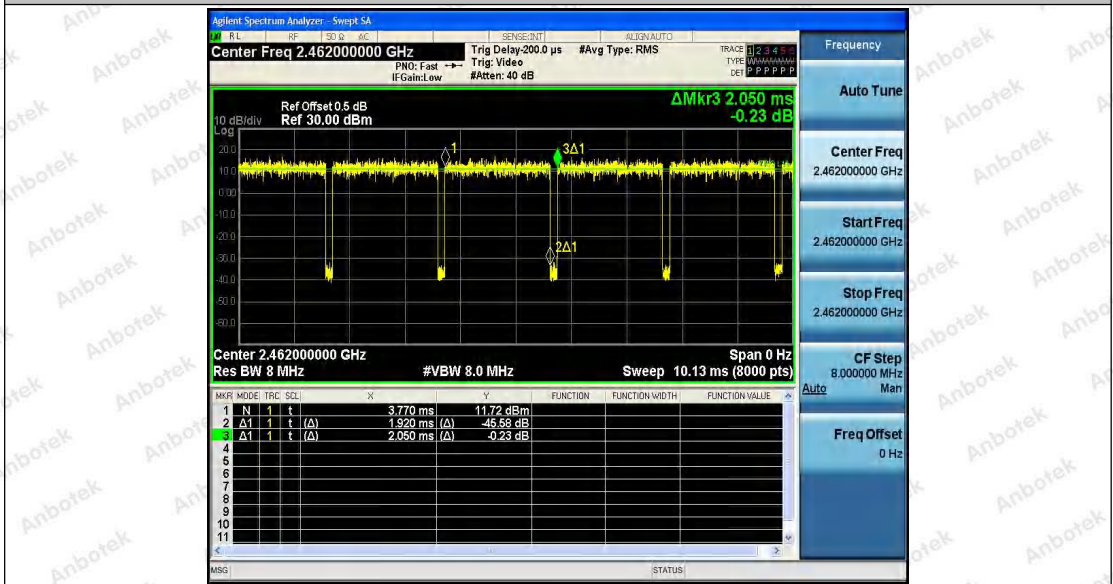 Agilent Spectrum Analyzer - Swept SA
RL RF 50 Ω AC SENSE:INT ALIGNAUTO
Center Freq 2.462000000 GHz
PNO: Fast
IFGain:Low
Trig Delay-200.0 µs
Trig: Video
#Atten: 40 dB
#Avg Type: RMS
TRACE 1 2 3 4 5 6
TYPE
DET P P P P P P
Ref Offset 0.5 dB
Ref 30.00 dBm
10 dB/div
Log
ΔMkr3 2.050 ms
-0.23 dB
20.0
10.0
0.00
-10.0
-20.0
-30.0
-40.0
-50.0
-60.0
1
3Δ1
2Δ1
Center 2.462000000 GHz
Span 0 Hz
Res BW 8 MHz
#VBW 8.0 MHz
Sweep 10.13 ms (8000 pts)
MKR MODE TRC SCL X Y FUNCTION FUNCTION WIDTH FUNCTION VALUE
1 N 1 t 3.770 ms 11.72 dBm
2 Δ1 1 t (Δ) 1.920 ms (Δ) -45.58 dB
3 Δ1 1 t (Δ) 2.050 ms (Δ) -0.23 dB
4
5
6
7
8
9
10
11
MSG
STATUS
Frequency
Auto Tune
Center Freq
2.462000000 GHz
Start Freq
2.462000000 GHz
Stop Freq
2.462000000 GHz
CF Step
8.000000 MHz
Auto Man
Freq Offset
0 Hz
Anbotek